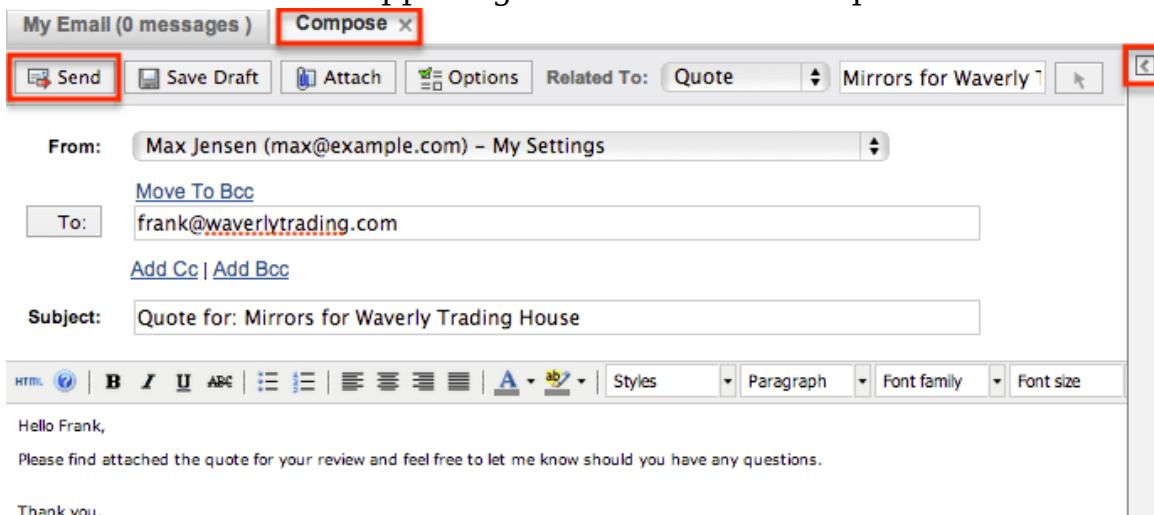 My Email (0 messages ) Compose ×
Send Save Draft Attach Options Related To: Quote Mirrors for Waverly T
From: Max Jensen (max@example.com) – My Settings
Move To Bcc
To: frank@waverlytrading.com
Add Cc | Add Bcc
Subject: Quote for: Mirrors for Waverly Trading House
HTML B I U ABC A ab Styles Paragraph Font family Font size
Hello Frank,
Please find attached the quote for your review and feel free to let me know should you have any questions.
Thank you,